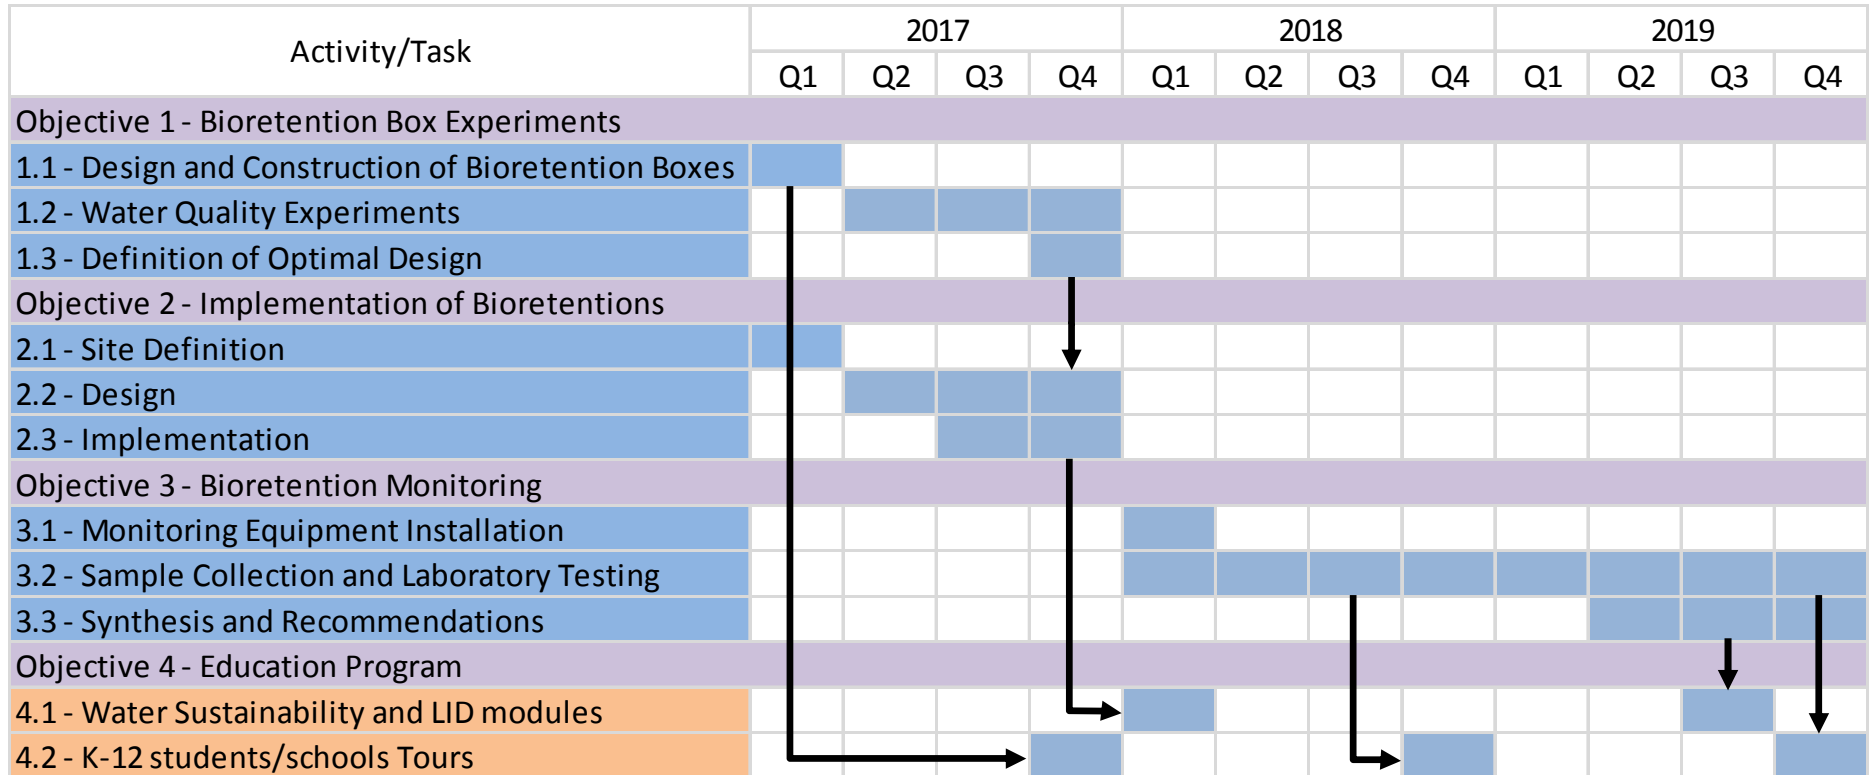 Activity/Task
2017 2018 2019
Q1 Q2 Q3 Q4 Q1 Q2 Q3 Q4 Q1 Q2 Q3 Q4
Objective 1 - Bioretention Box Experiments
1.1 - Design and Construction of Bioretention Boxes
1.2 - Water Quality Experiments
1.3 - Definition of Optimal Design
Objective 2 - Implementation of Bioretentions
2.1 - Site Definition
2.2 - Design
2.3 - Implementation
Objective 3 - Bioretention Monitoring
3.1 - Monitoring Equipment Installation
3.2 - Sample Collection and Laboratory Testing
3.3 - Synthesis and Recommendations
Objective 4 - Education Program
4.1 - Water Sustainability and LID modules
4.2 - K-12 students/schools Tours